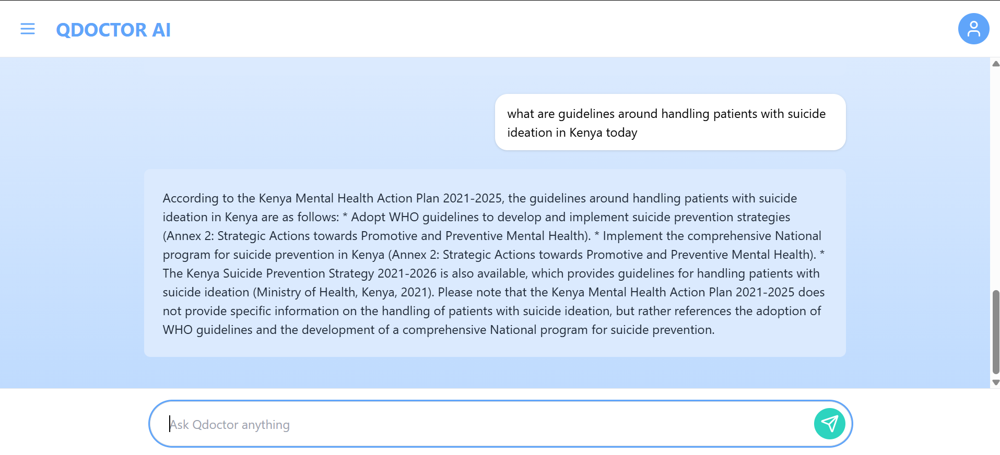 QDOCTOR AI
what are guidelines around handling patients with suicide
ideation in Kenya today
According to the Kenya Mental Health Action Plan 2021-2025, the guidelines around handling patients with suicide
ideation in Kenya are as follows: * Adopt WHO guidelines to develop and implement suicide prevention strategies
(Annex 2: Strategic Actions towards Promotive and Preventive Mental Health). * Implement the comprehensive National
program for suicide prevention in Kenya (Annex 2: Strategic Actions towards Promotive and Preventive Mental Health). *
The Kenya Suicide Prevention Strategy 2021-2026 is also available, which provides guidelines for handling patients with
suicide ideation (Ministry of Health, Kenya, 2021). Please note that the Kenya Mental Health Action Plan 2021-2025 does
not provide specific information on the handling of patients with suicide ideation, but rather references the adoption of
WHO guidelines and the development of a comprehensive National program for suicide prevention.
Ask Qdoctor anything